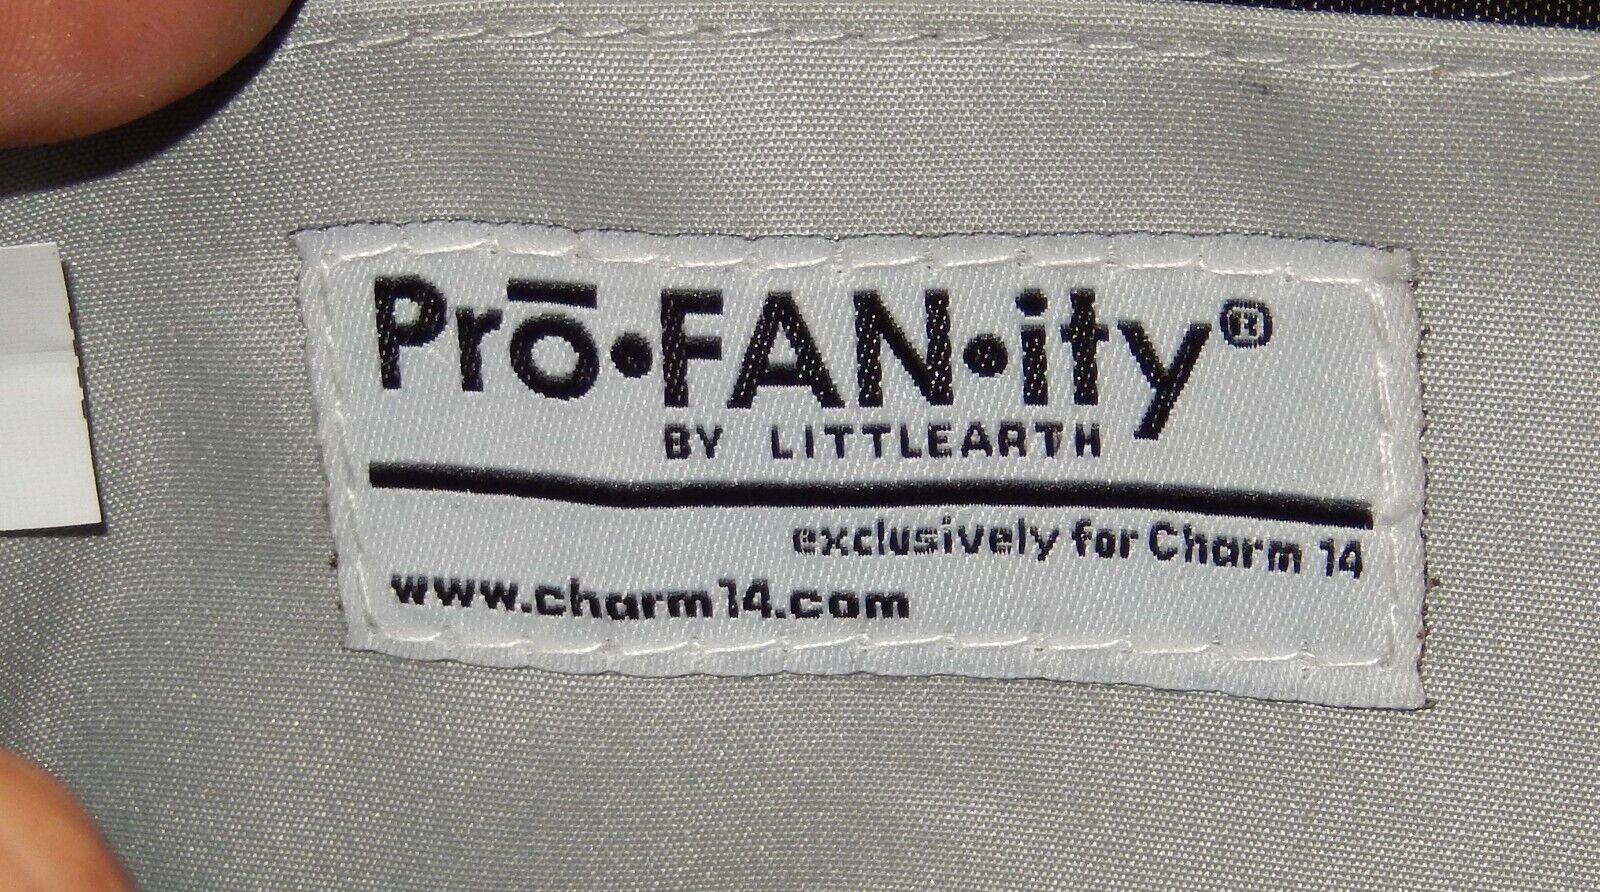 Prō•FAN•ity®
BY LITTLEARTH
exclusively for Charm 14
www.charm14.com